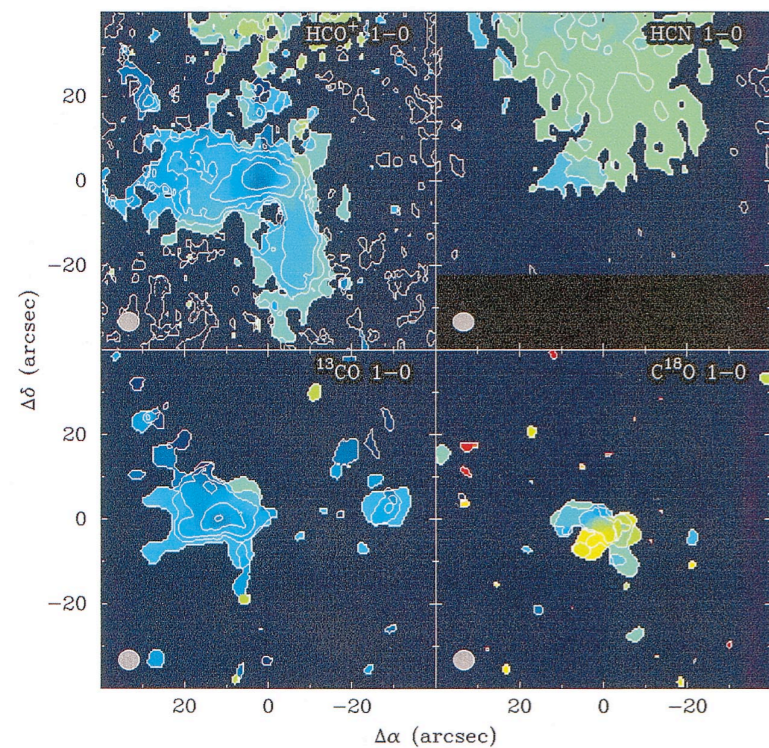 HCO⁺ 1−0
HCN 1−0
20
0
−20
Δδ (arcsec)
¹³CO 1−0
C¹⁸O 1−0
20
0
−20
20 0 −20
20 0 −20
Δα (arcsec)